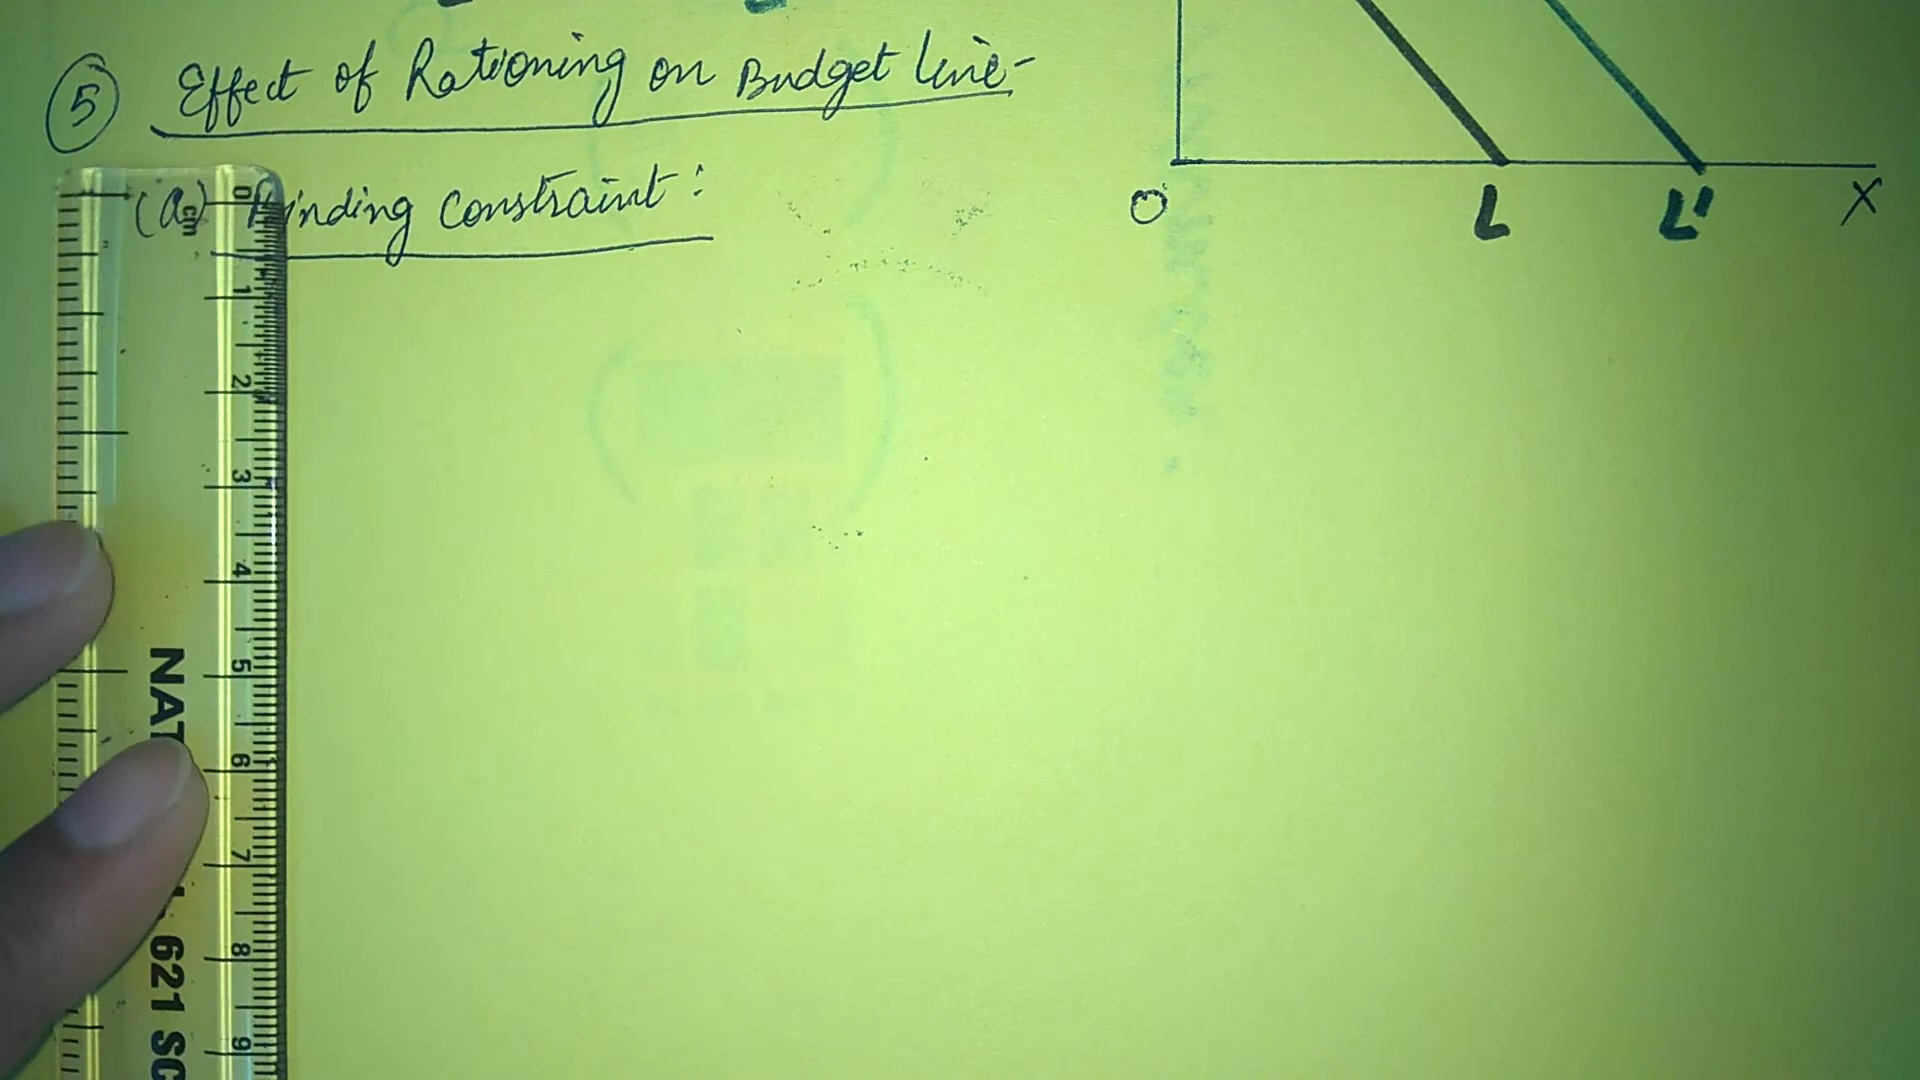 5 Effect of Rationing on Budget line-
(a) Binding Constraint:
O L L' X
cm 0 1 2 3 4 5 6 7 8 9
621 SC